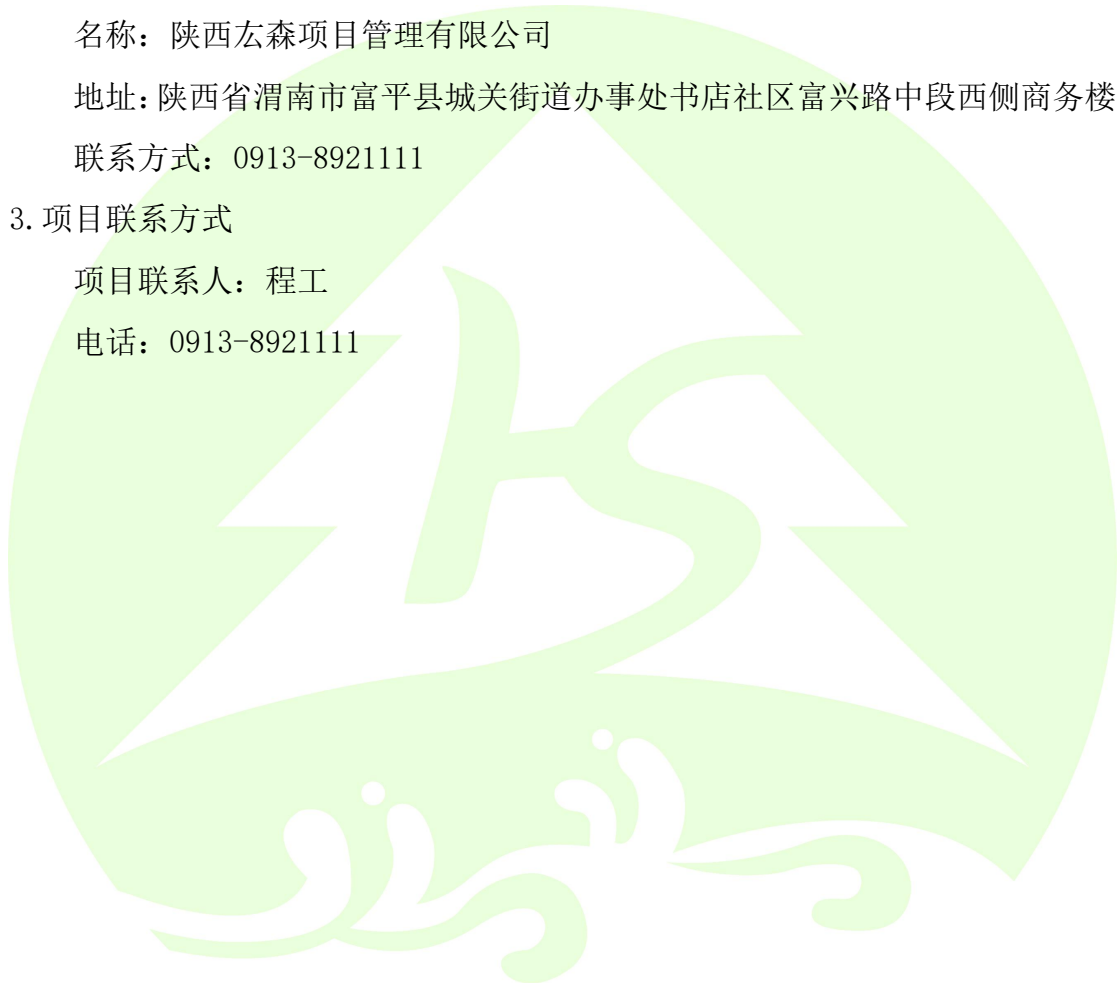 名称：陕西厷森项目管理有限公司
地址：陕西省渭南市富平县城关街道办事处书店社区富兴路中段西侧商务楼
联系方式：0913-8921111
3.项目联系方式
项目联系人：程工
电话：0913-8921111